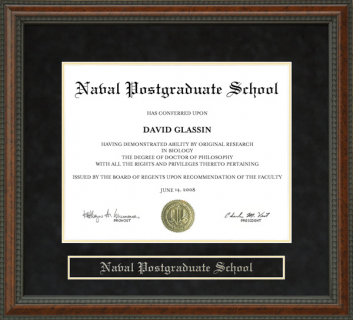 Naval Postgraduate School
HAS CONFERRED UPON
DAVID GLASSIN
HAVING DEMONSTRATED ABILITY BY ORIGINAL RESEARCH
IN BIOLOGY
THE DEGREE OF DOCTOR OF PHILOSOPHY
WITH ALL THE RIGHTS AND PRIVILEGES THERETO PERTAINING
ISSUED BY THE BOARD OF REGENTS UPON RECOMMENDATION OF THE FACULTY
JUNE 14, 2008
PROVOST
PRESIDENT
Naval Postgraduate School